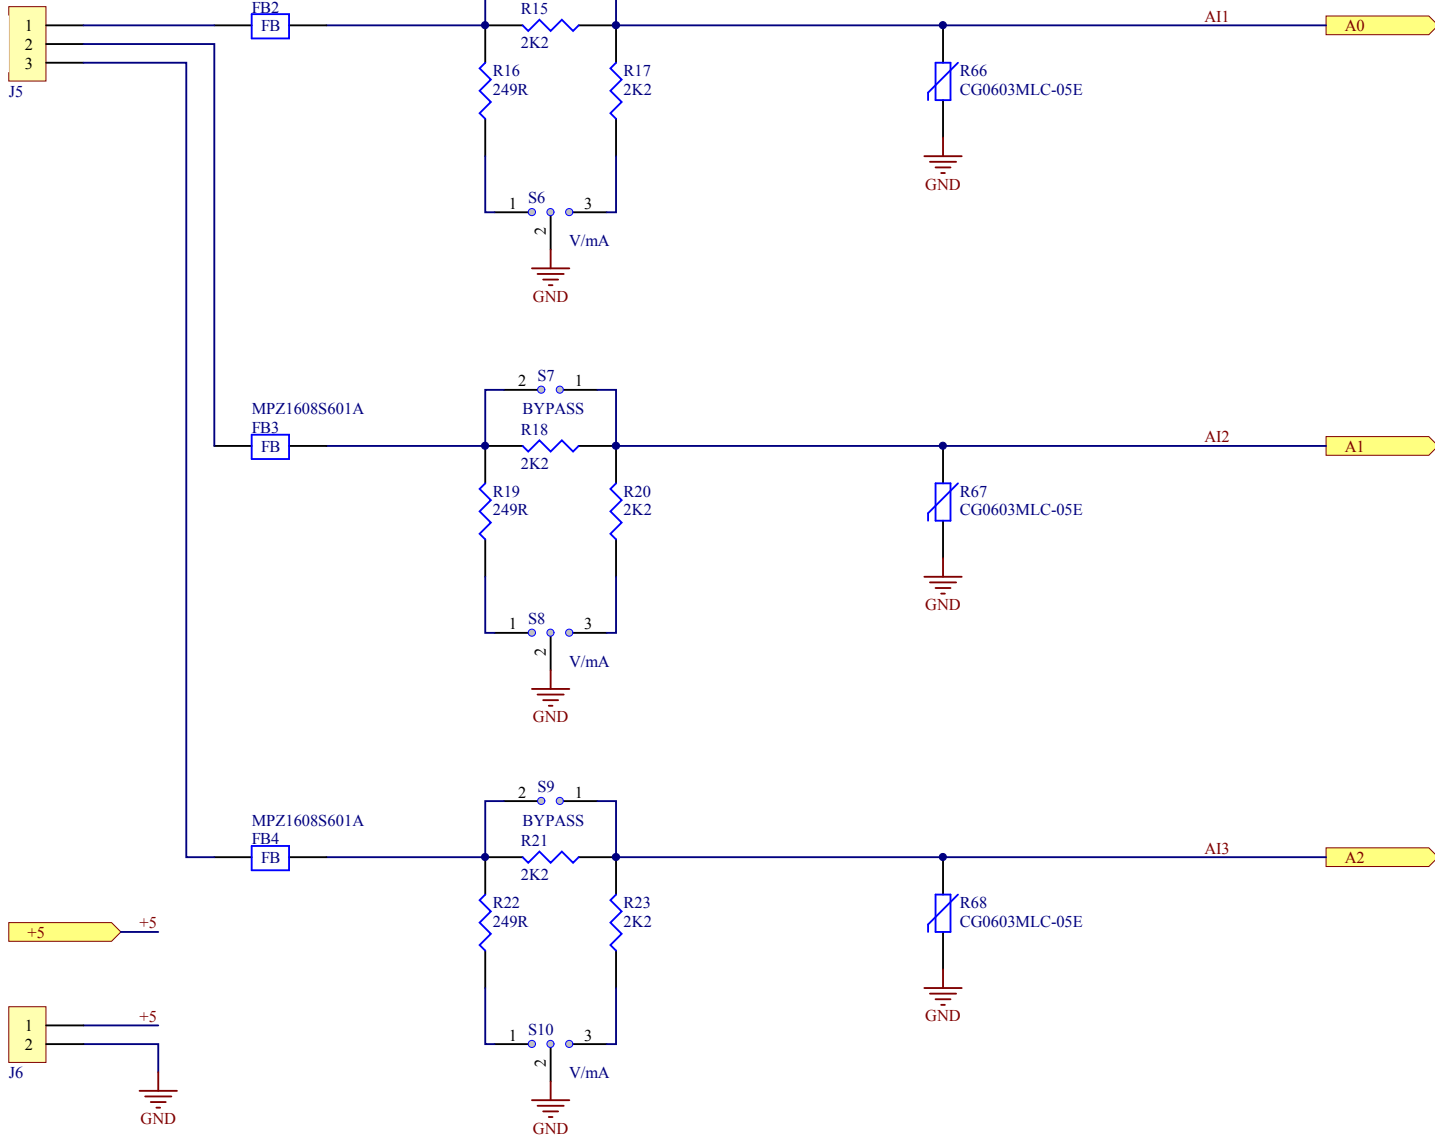 FB2
FB
1
2
3
J5
R15
2K2
R16
249R
R17
2K2
1
S6
3
2
V/mA
GND
AI1
A0
R66
CG0603MLC-05E
GND
2
S7
1
BYPASS
MPZ1608S601A
FB3
FB
R18
2K2
R19
249R
R20
2K2
1
S8
3
2
V/mA
GND
AI2
A1
R67
CG0603MLC-05E
GND
2
S9
1
BYPASS
MPZ1608S601A
FB4
FB
R21
2K2
R22
249R
R23
2K2
1
S10
3
2
V/mA
GND
AI3
A2
R68
CG0603MLC-05E
GND
+5
+5
1
2
J6
+5
GND